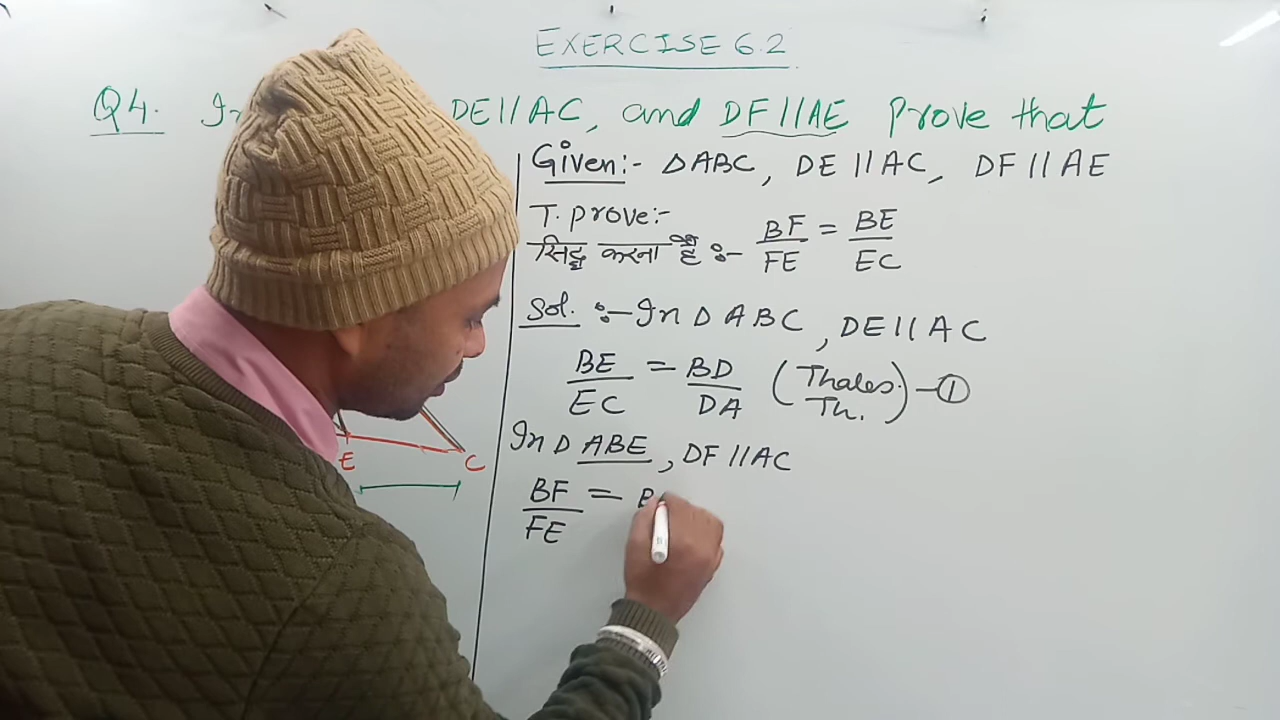 EXERCISE 6.2
Q4. In DE||AC, and DF||AE Prove that
Given:- ΔABC, DE||AC, DF||AE
T. prove:-
सिद्ध करना है :- BF/FE = BE/EC
Sol. :- In Δ ABC, DE||AC
BE/EC = BD/DA (Thales. Th.) - ①
In Δ ABE, DF||AC
BF/FE = B
E C